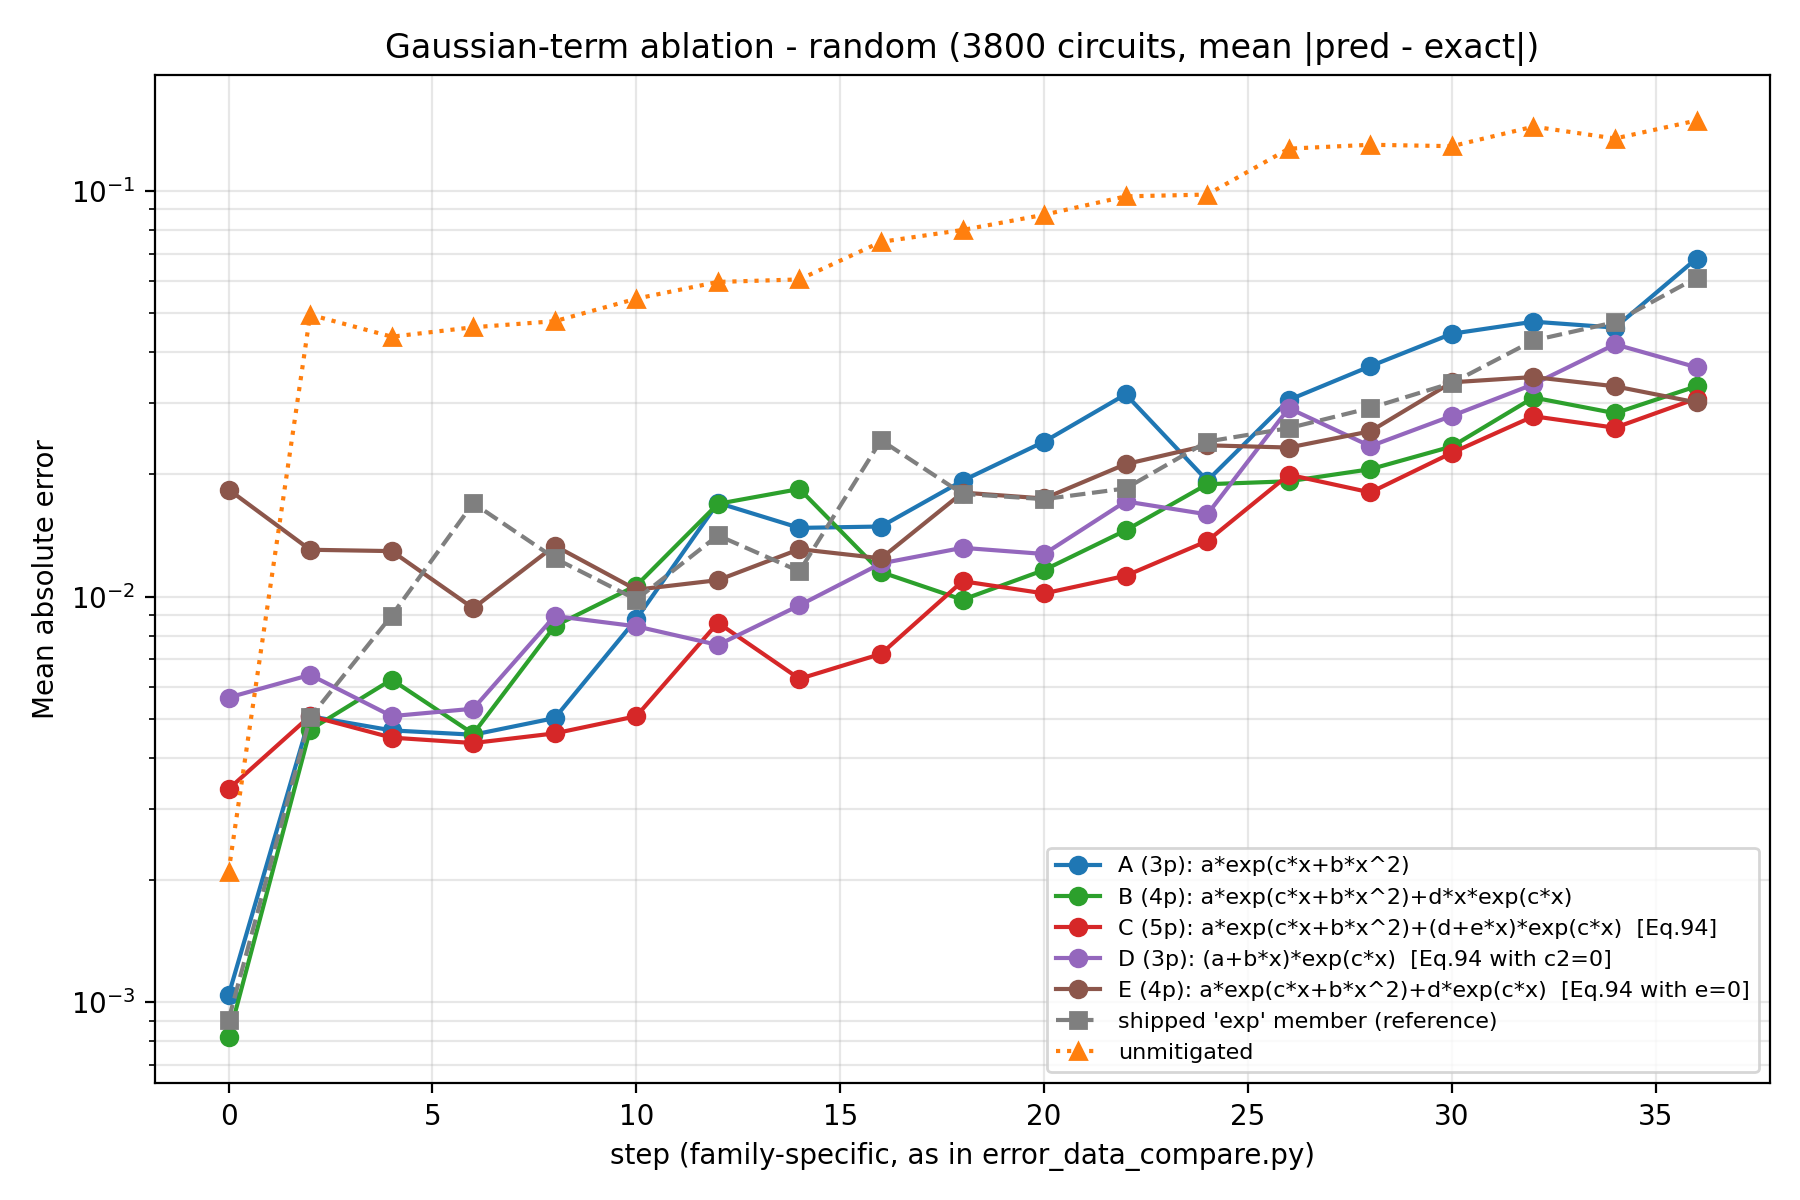 Gaussian-term ablation - random (3800 circuits, mean |pred - exact|)
Mean absolute error
10⁻¹
10⁻²
10⁻³
A (3p): a*exp(c*x+b*x^2)
B (4p): a*exp(c*x+b*x^2)+d*x*exp(c*x)
C (5p): a*exp(c*x+b*x^2)+(d+e*x)*exp(c*x)  [Eq.94]
D (3p): (a+b*x)*exp(c*x)  [Eq.94 with c2=0]
E (4p): a*exp(c*x+b*x^2)+d*exp(c*x)  [Eq.94 with e=0]
shipped 'exp' member (reference)
unmitigated
0 5 10 15 20 25 30 35
step (family-specific, as in error_data_compare.py)